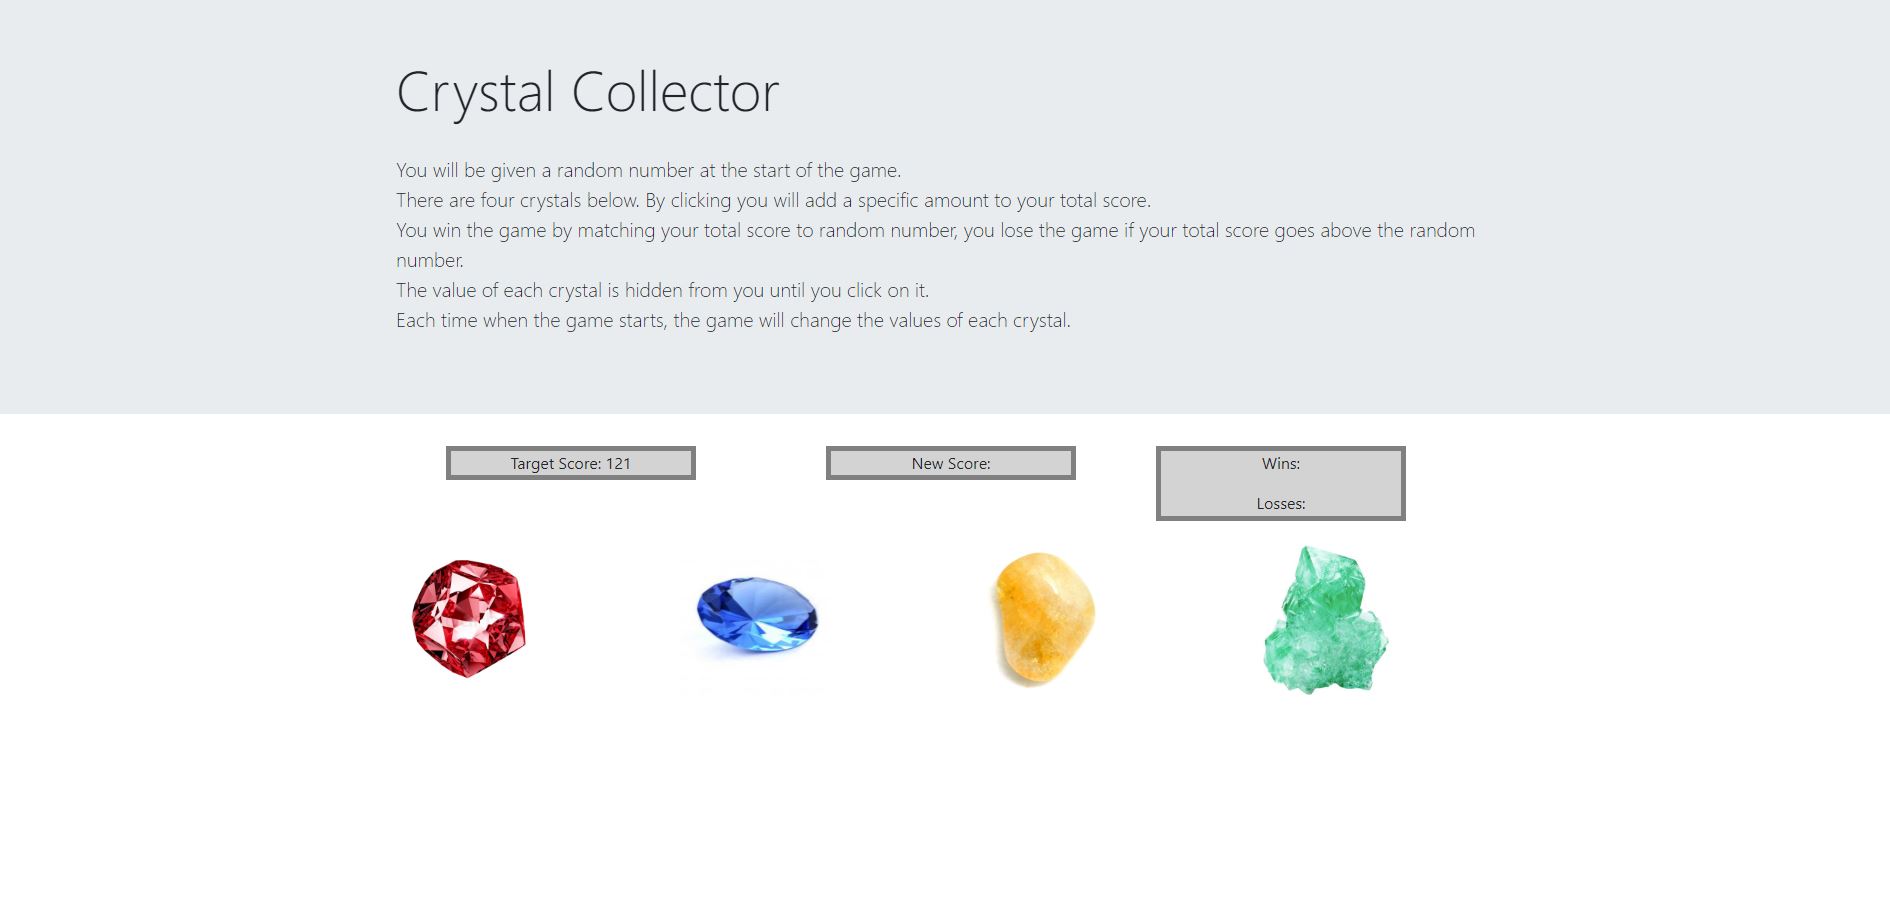 Crystal Collector
You will be given a random number at the start of the game.
There are four crystals below. By clicking you will add a specific amount to your total score.
You win the game by matching your total score to random number, you lose the game if your total score goes above the random
number.
The value of each crystal is hidden from you until you click on it.
Each time when the game starts, the game will change the values of each crystal.
Target Score: 121
New Score:
Wins:
Losses: